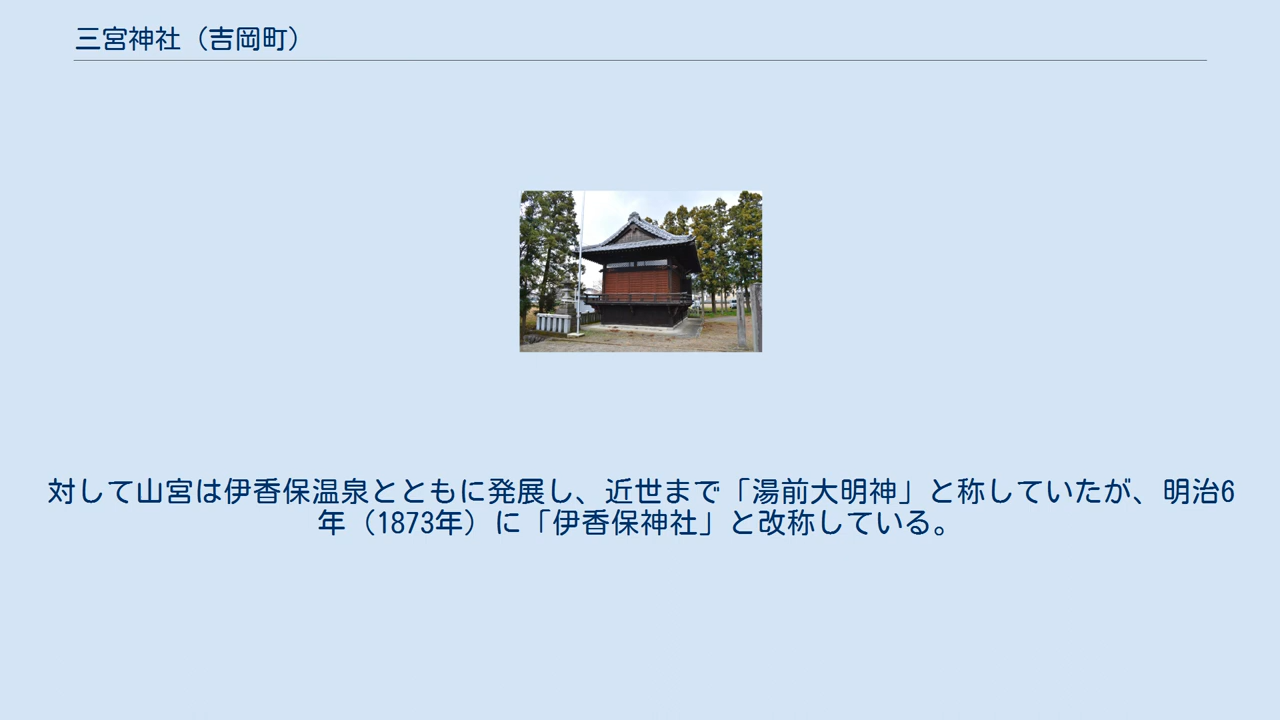 三宮神社（吉岡町）
対して山宮は伊香保温泉とともに発展し、近世まで「湯前大明神」と称していたが、明治6
年（1873年）に「伊香保神社」と改称している。